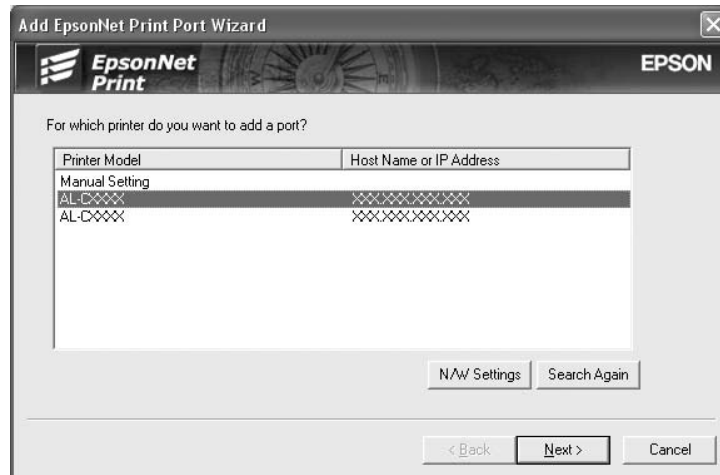 Add EpsonNet Print Port Wizard
EpsonNet
Print
EPSON
For which printer do you want to add a port?
Printer Model Host Name or IP Address
Manual Setting
AL-CXXXX XXX.XXX.XXX.XXX
AL-CXXXX XXX.XXX.XXX.XXX
N/W Settings Search Again
< Back Next > Cancel